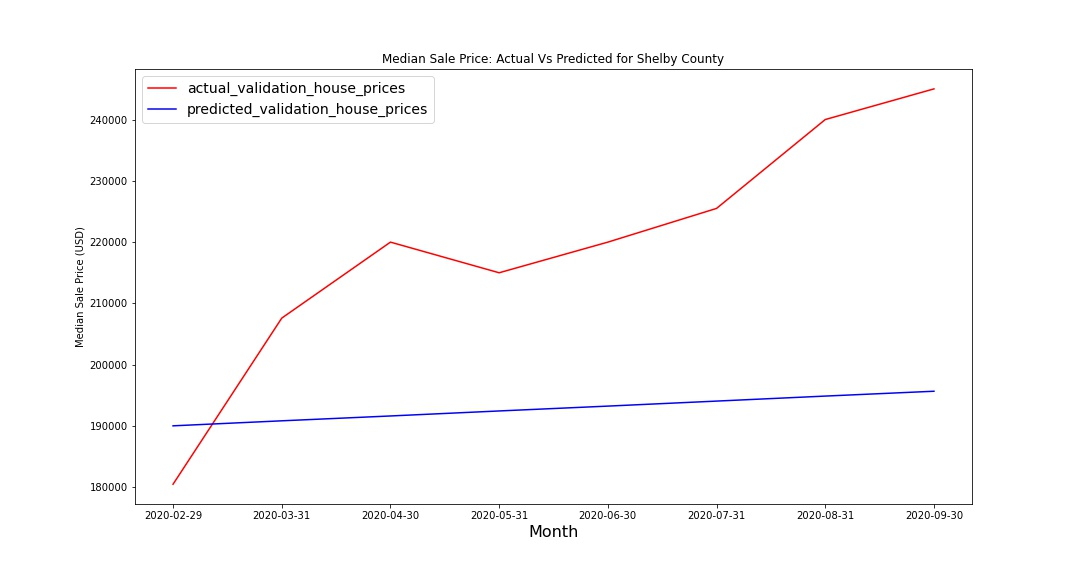 Median Sale Price: Actual Vs Predicted for Shelby County
actual_validation_house_prices
predicted_validation_house_prices
Median Sale Price (USD)
240000
230000
220000
210000
200000
190000
180000
2020-02-29 2020-03-31 2020-04-30 2020-05-31 2020-06-30 2020-07-31 2020-08-31 2020-09-30
Month